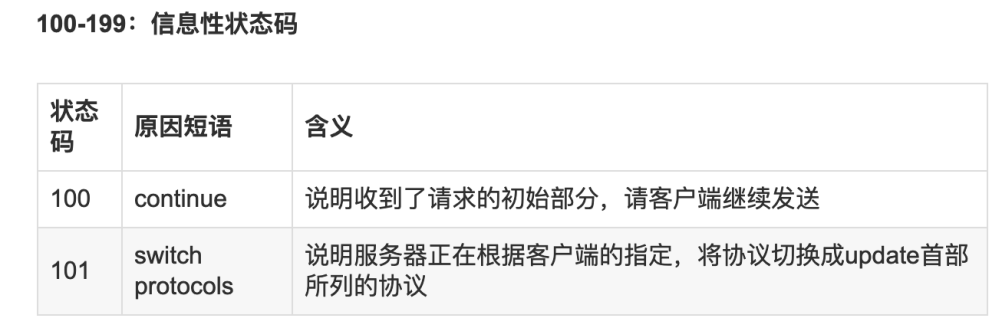 100-199：信息性状态码
状态
码
原因短语
含义
100
continue
说明收到了请求的初始部分，请客户端继续发送
101
switch
protocols
说明服务器正在根据客户端的指定，将协议切换成update首部
所列的协议